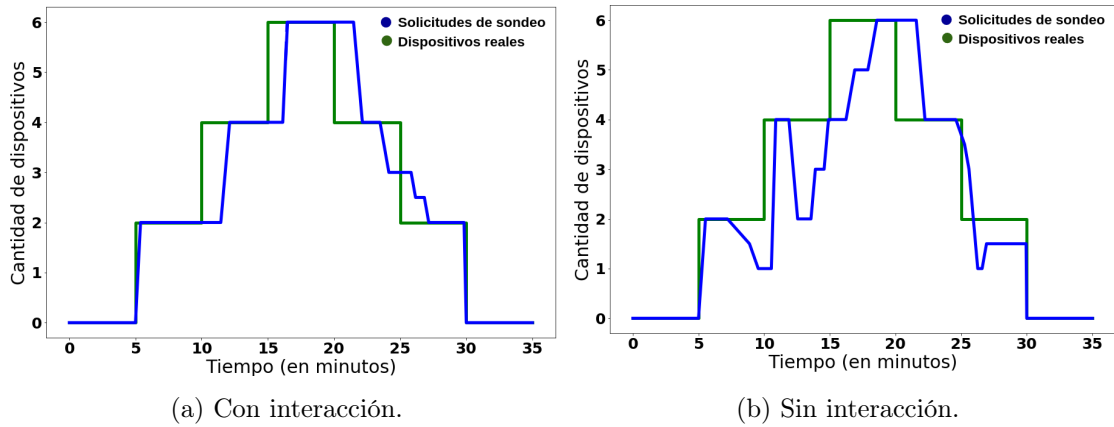 Cantidad de dispositivos
6
5
4
3
2
1
0
Solicitudes de sondeo
Dispositivos reales
0 5 10 15 20 25 30 35
Tiempo (en minutos)
(a) Con interacción.
Cantidad de dispositivos
6
5
4
3
2
1
0
Solicitudes de sondeo
Dispositivos reales
0 5 10 15 20 25 30 35
Tiempo (en minutos)
(b) Sin interacción.